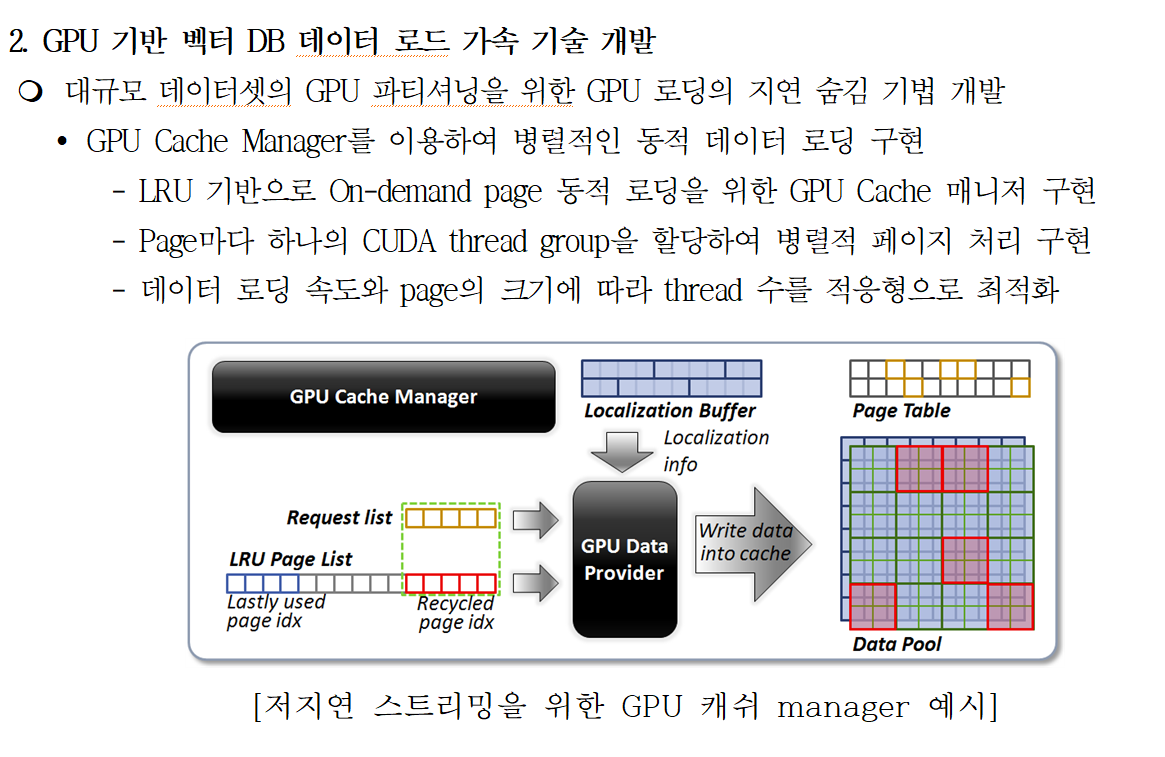 2. GPU 기반 벡터 DB 데이터 로드 가속 기술 개발
❍ 대규모 데이터셋의 GPU 파티셔닝을 위한 GPU 로딩의 지연 숨김 기법 개발
• GPU Cache Manager를 이용하여 병렬적인 동적 데이터 로딩 구현
- LRU 기반으로 On-demand page 동적 로딩을 위한 GPU Cache 매니저 구현
- Page마다 하나의 CUDA thread group을 할당하여 병렬적 페이지 처리 구현
- 데이터 로딩 속도와 page의 크기에 따라 thread 수를 적응형으로 최적화
GPU Cache Manager
Localization Buffer
Page Table
Localization
info
Request list
LRU Page List
Lastly used
page idx
Recycled
page idx
GPU Data
Provider
Write data
into cache
Data Pool
[저지연 스트리밍을 위한 GPU 캐쉬 manager 예시]